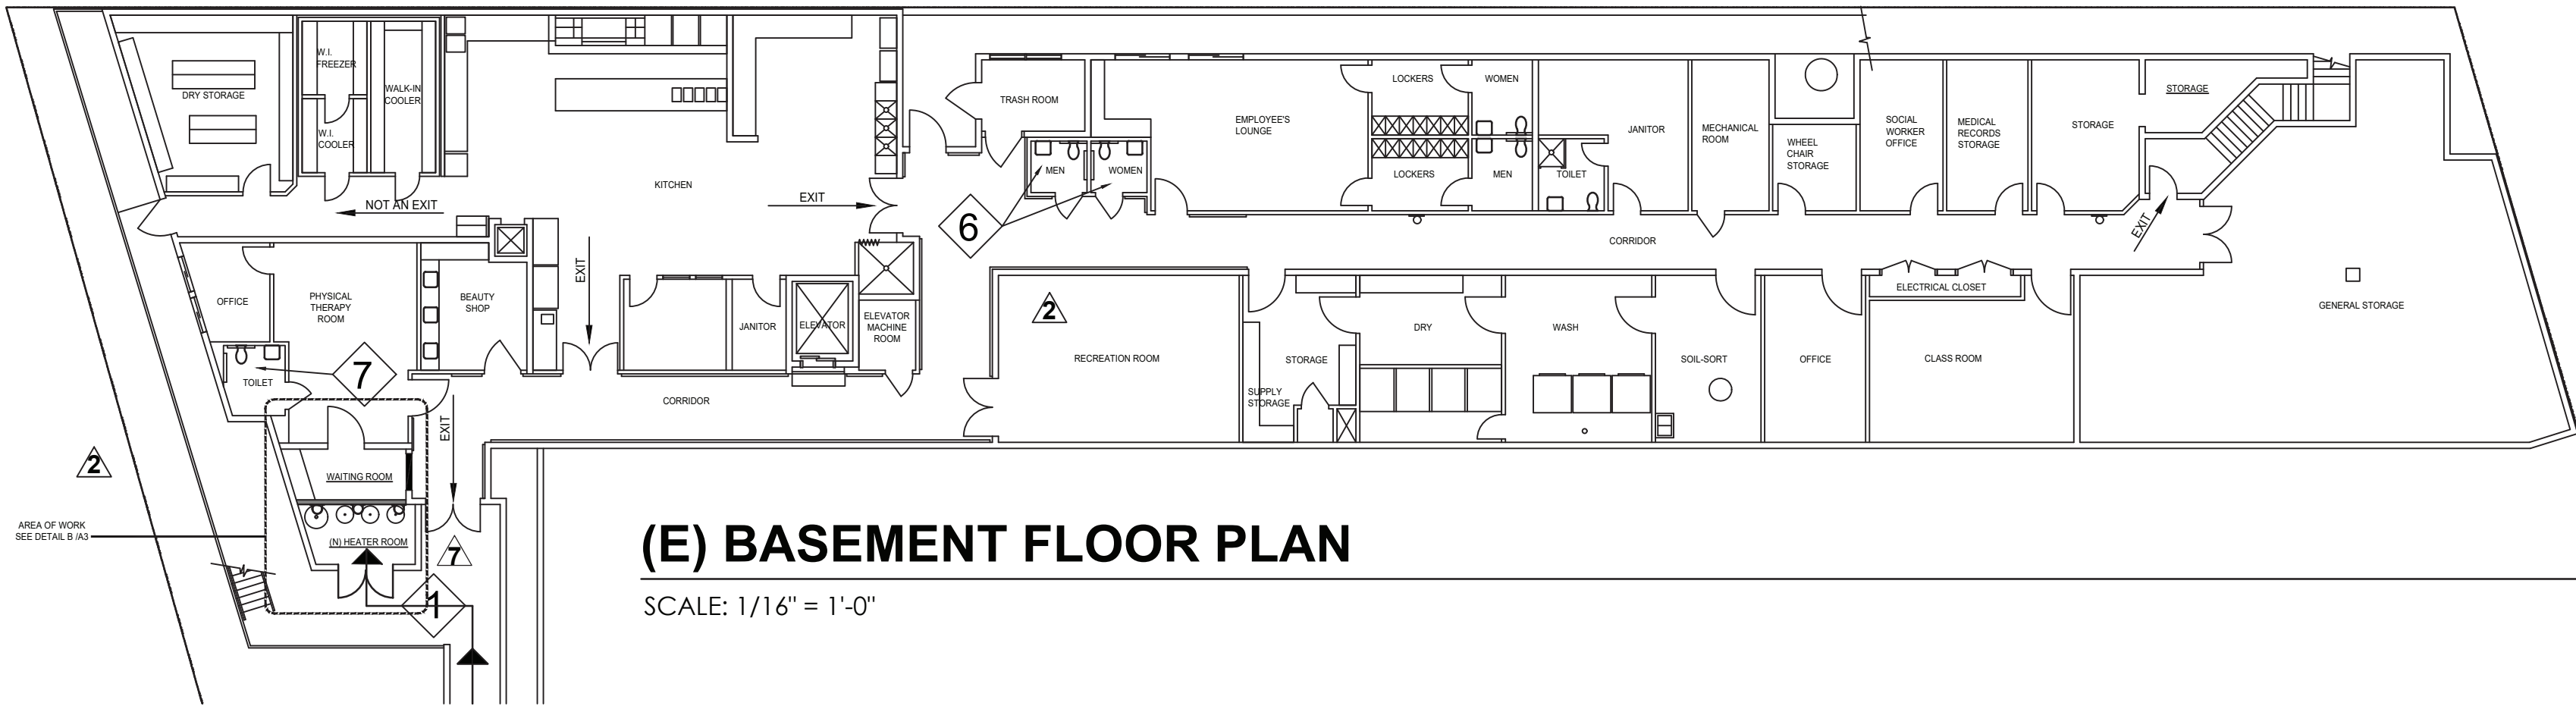 W.I.
FREEZER
DRY STORAGE
WALK-IN
COOLER
W.I.
COOLER
KITCHEN
NOT AN EXIT
EXIT
EXIT
TRASH ROOM
MEN
WOMEN
6
EMPLOYEE'S
LOUNGE
LOCKERS
WOMEN
LOCKERS
MEN
TOILET
JANITOR
MECHANICAL
ROOM
WHEEL
CHAIR
STORAGE
SOCIAL
WORKER
OFFICE
MEDICAL
RECORDS
STORAGE
STORAGE
STORAGE
EXIT
CORRIDOR
OFFICE
PHYSICAL
THERAPY
ROOM
BEAUTY
SHOP
JANITOR
ELEVATOR
ELEVATOR
MACHINE
ROOM
TOILET
7
CORRIDOR
EXIT
2
RECREATION ROOM
STORAGE
SUPPLY
STORAGE
DRY
WASH
SOIL-SORT
OFFICE
ELECTRICAL CLOSET
CLASS ROOM
GENERAL STORAGE
2
WAITING ROOM
AREA OF WORK
SEE DETAIL B /A3
(N) HEATER ROOM
7
1
(E) BASEMENT FLOOR PLAN
SCALE: 1/16" = 1'-0"